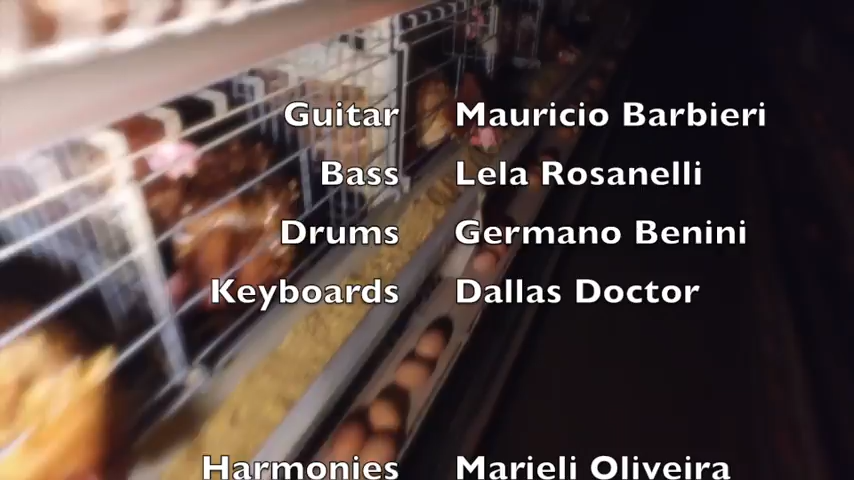 Guitar Mauricio Barbieri
Bass Lela Rosanelli
Drums Germano Benini
Keyboards Dallas Doctor
Harmonies Marieli Oliveira